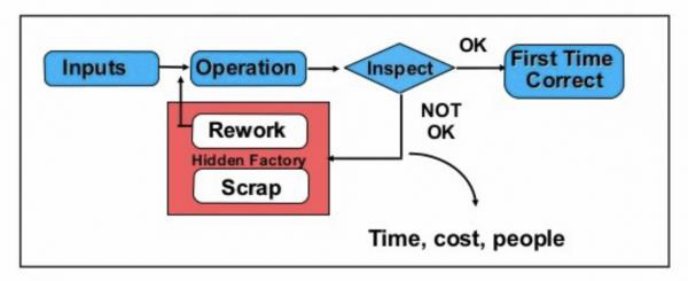 Inputs
Operation
Inspect
OK
First Time
Correct
NOT
OK
Rework
Hidden Factory
Scrap
Time, cost, people